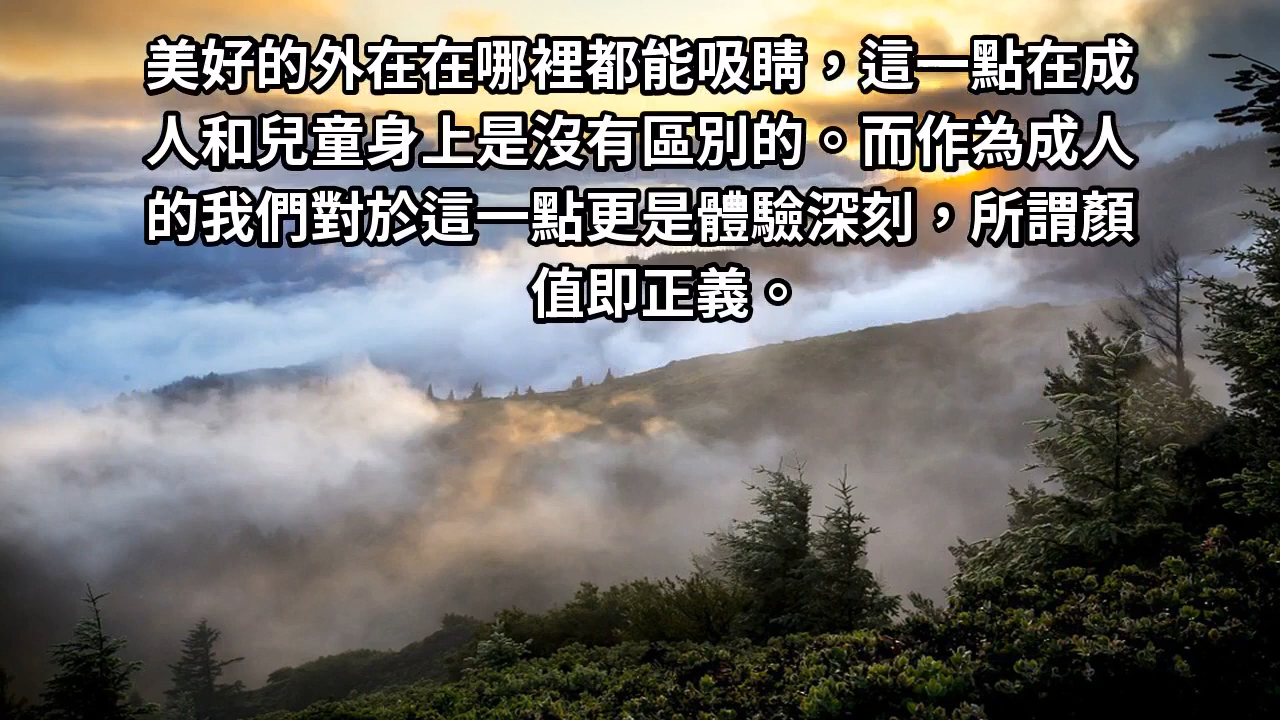 美好的外在在哪裡都能吸睛，這一點在成
人和兒童身上是沒有區別的。而作為成人
的我們對於這一點更是體驗深刻，所謂顏
值即正義。